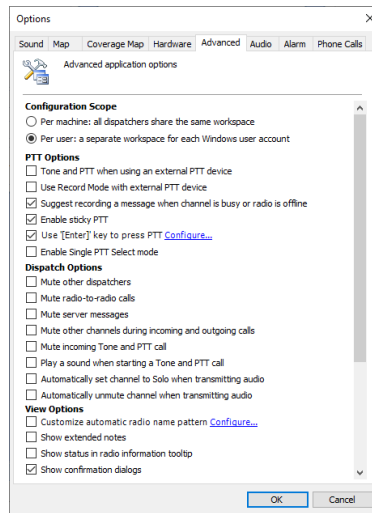 Options
Sound Map Coverage Map Hardware Advanced Audio Alarm Phone Calls
Advanced application options
Configuration Scope
Per machine: all dispatchers share the same workspace
Per user: a separate workspace for each Windows user account
PTT Options
Tone and PTT when using an external PTT device
Use Record Mode with external PTT device
Suggest recording a message when channel is busy or radio is offline
Enable sticky PTT
Use '[Enter]' key to press PTT Configure...
Enable Single PTT Select mode
Dispatch Options
Mute other dispatchers
Mute radio-to-radio calls
Mute server messages
Mute other channels during incoming and outgoing calls
Mute incoming Tone and PTT call
Play a sound when starting a Tone and PTT call
Automatically set channel to Solo when transmitting audio
Automatically unmute channel when transmitting audio
View Options
Customize automatic radio name pattern Configure...
Show extended notes
Show status in radio information tooltip
Show confirmation dialogs
OK Cancel